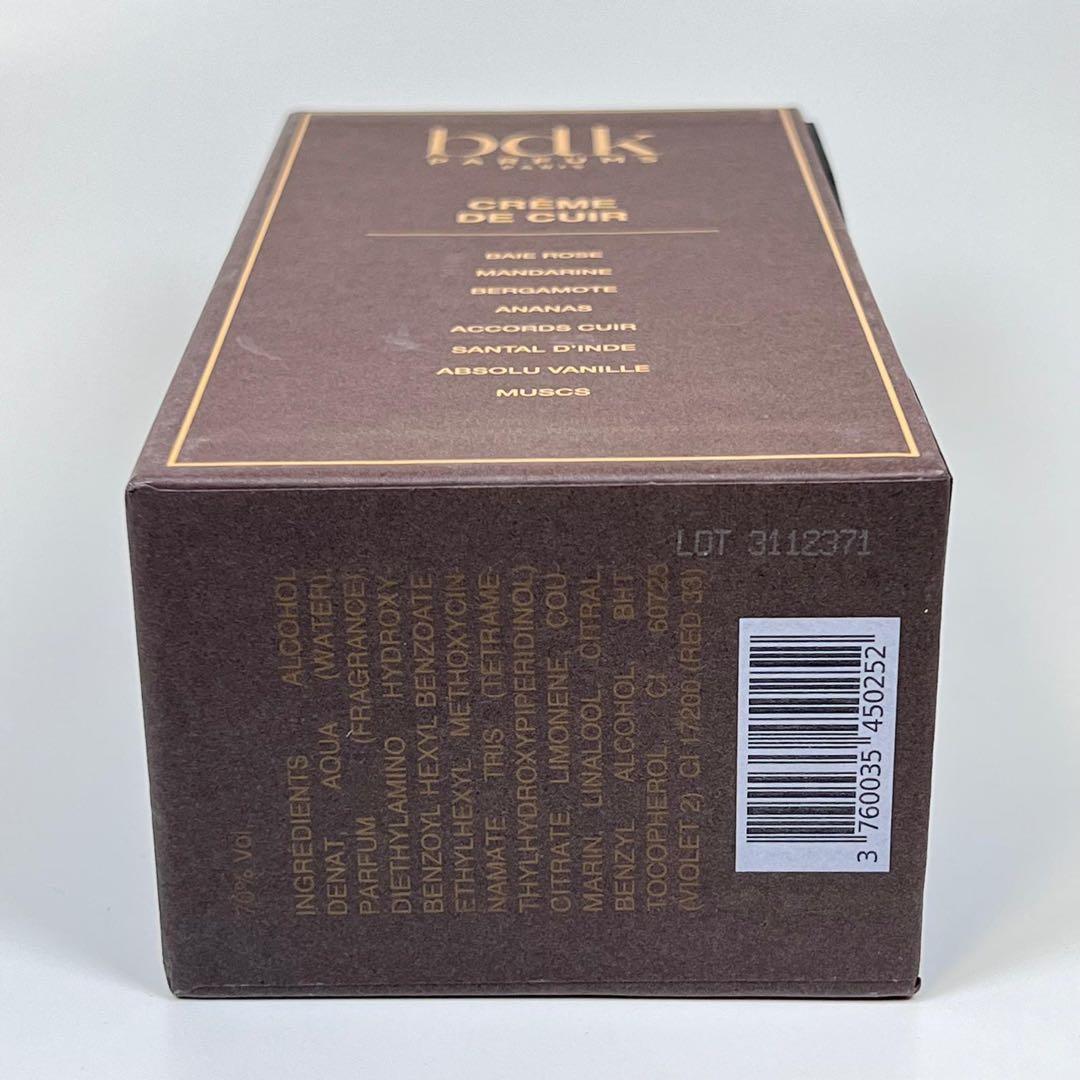 bdk
PARFUMS
PARIS
CRÈME
DE CUIR
BAIE ROSE
MANDARINE
BERGAMOTE
ANANAS
ACCORDS CUIR
SANTAL D'INDE
ABSOLU VANILLE
MUSCS
LOT 3112371
70% Vol
INGREDIENTS ALCOHOL
DENAT, AQUA (WATER),
PARFUM (FRAGRANCE),
DIETHYLAMINO HYDROXY
BENZOYL HEXYL BENZOATE,
ETHYLHEXYL METHOXYCIN-
NAMATE, TRIS (TETRAME-
THYLHYDROXYPIPERIDINOL)
CITRATE, LIMONENE, COU-
MARIN, LINALOOL, CITRAL,
BENZYL ALCOHOL, BHT,
TOCOPHEROL, CI 60725
(VIOLET 2), CI 17200 (RED 33)
3 760035 450252